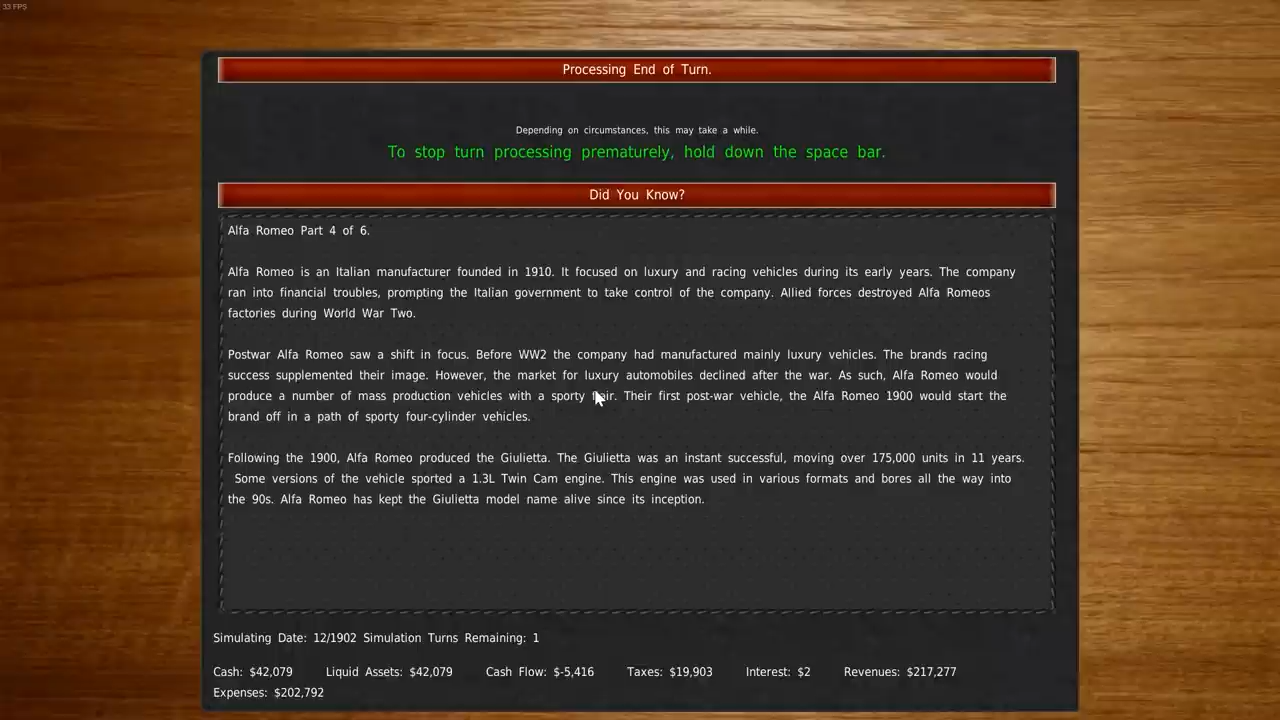 33 FPS
Processing End of Turn.
Depending on circumstances, this may take a while.
To stop turn processing prematurely, hold down the space bar.
Did You Know?
Alfa Romeo Part 4 of 6.
Alfa Romeo is an Italian manufacturer founded in 1910. It focused on luxury and racing vehicles during its early years. The company
ran into financial troubles, prompting the Italian government to take control of the company. Allied forces destroyed Alfa Romeos
factories during World War Two.
Postwar Alfa Romeo saw a shift in focus. Before WW2 the company had manufactured mainly luxury vehicles. The brands racing
success supplemented their image. However, the market for luxury automobiles declined after the war. As such, Alfa Romeo would
produce a number of mass production vehicles with a sporty Their first post-war vehicle, the Alfa Romeo 1900 would start the
brand off in a path of sporty four-cylinder vehicles.
Following the 1900, Alfa Romeo produced the Giulietta. The Giulietta was an instant successful, moving over 175,000 units in 11 years.
Some versions of the vehicle sported a 1.3L Twin Cam engine. This engine was used in various formats and bores all the way into
the 90s. Alfa Romeo has kept the Giulietta model name alive since its inception.
Simulating Date: 12/1902 Simulation Turns Remaining: 1
Cash: $42,079 Liquid Assets: $42,079 Cash Flow: $-5,416 Taxes: $19,903 Interest: $2 Revenues: $217,277
Expenses: $202,792